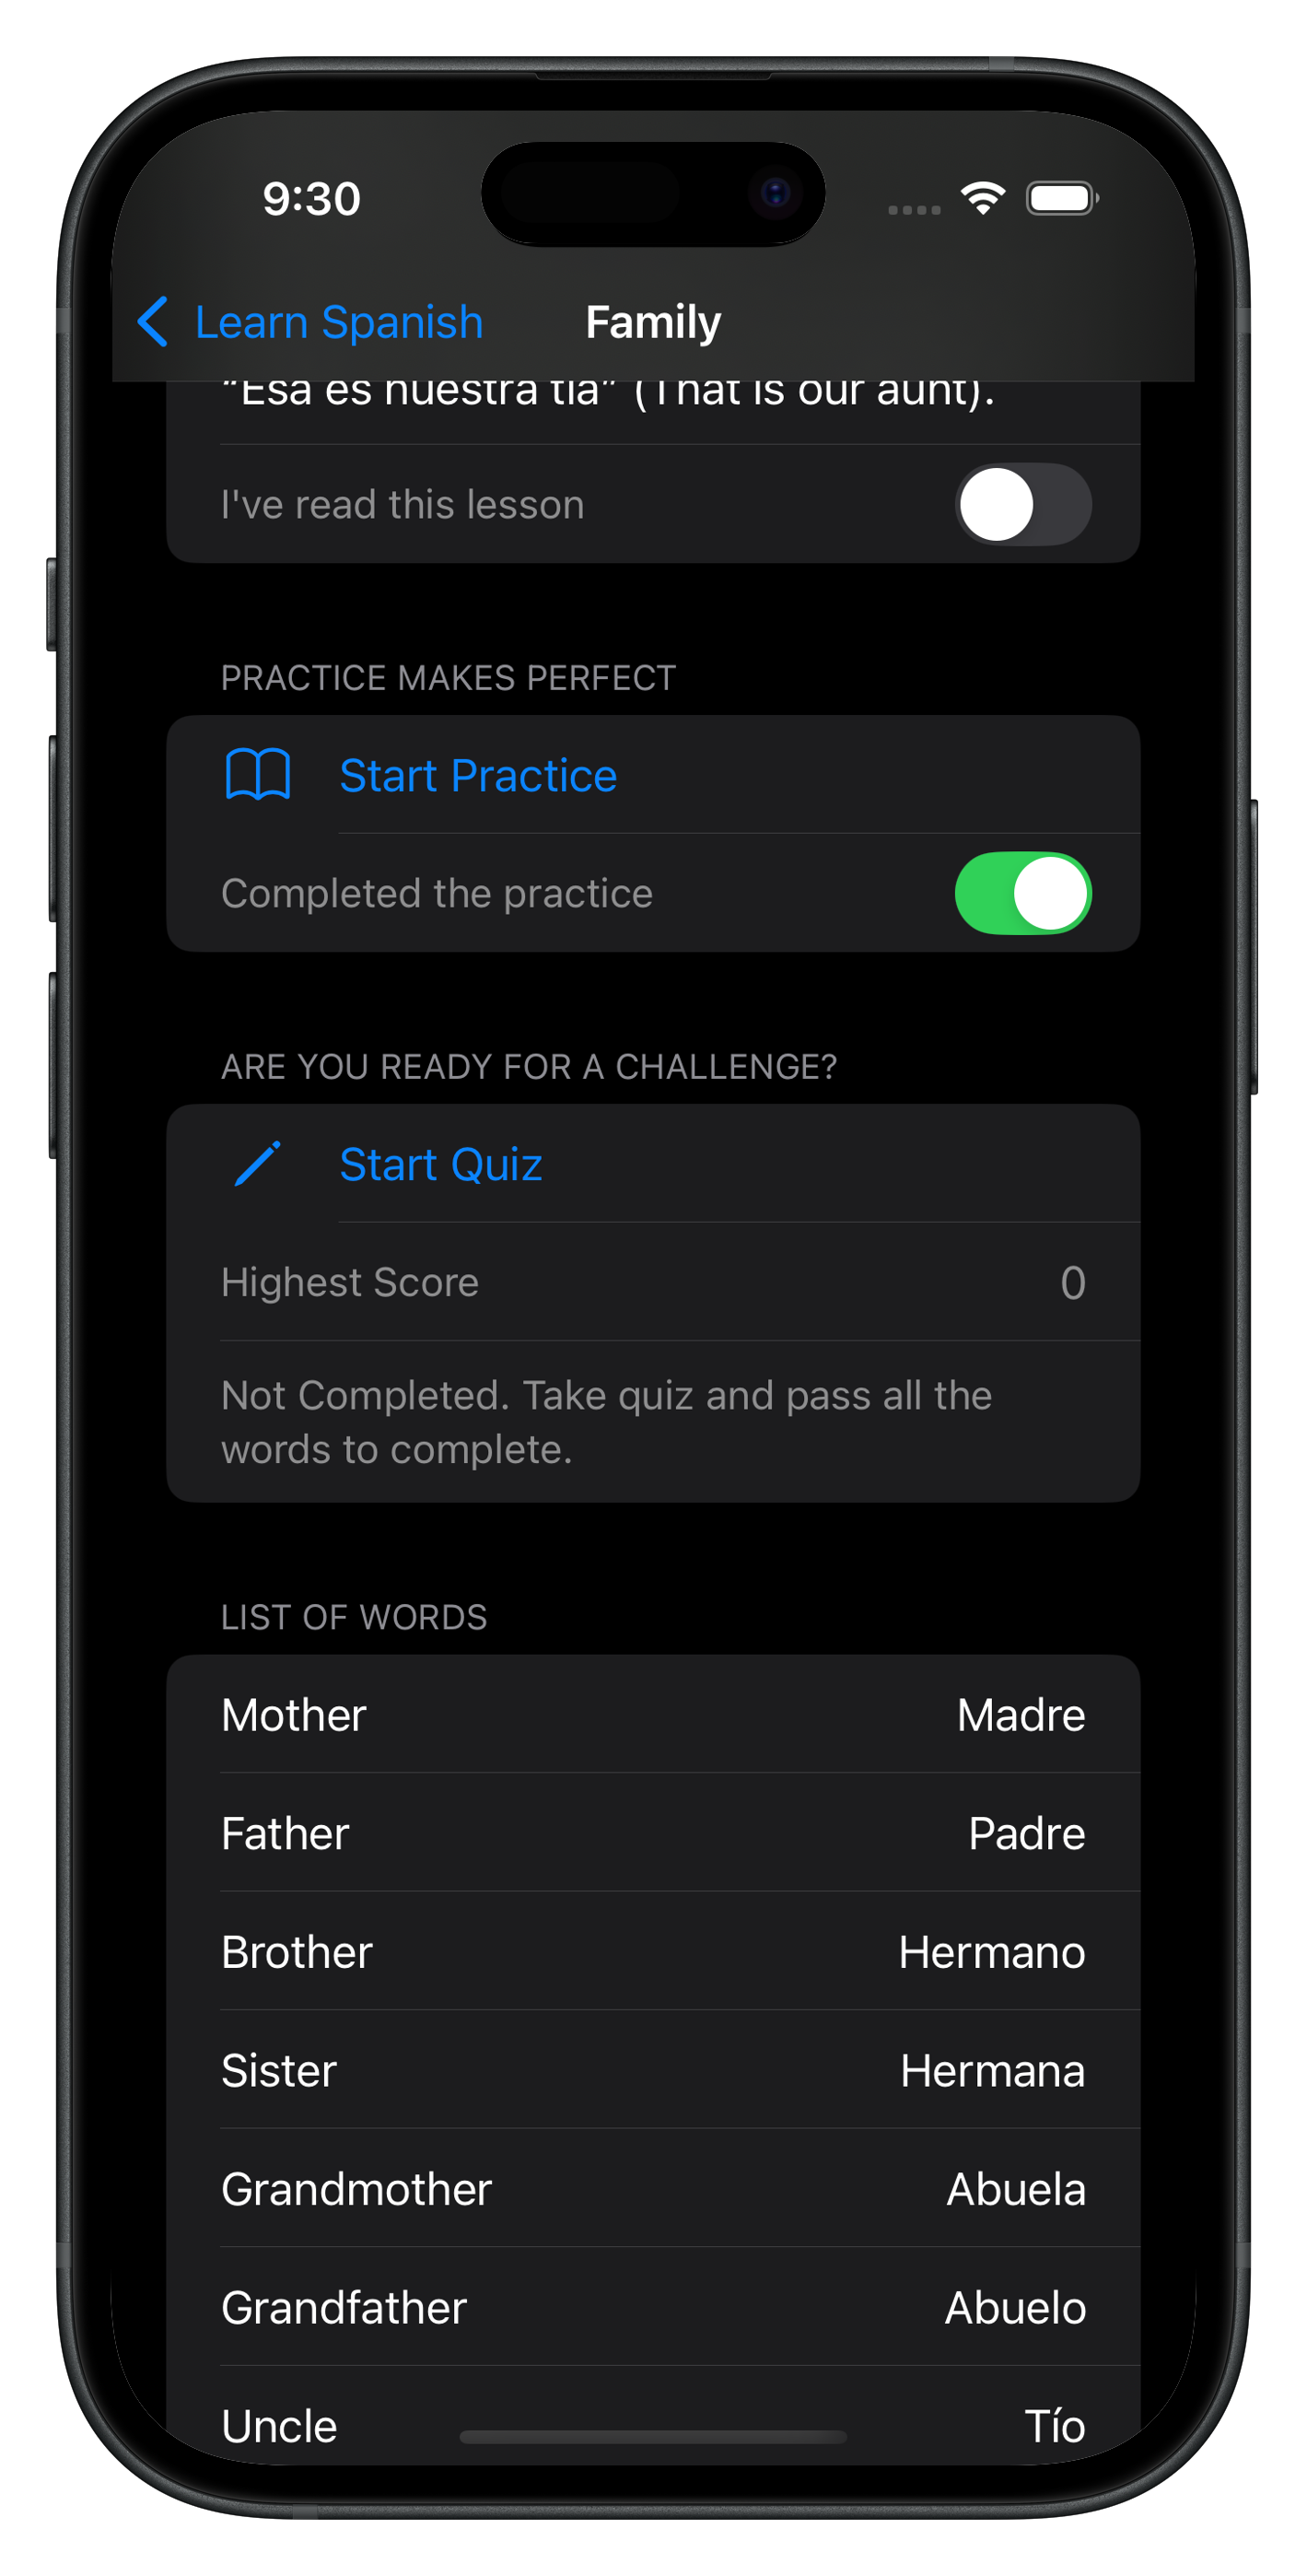 9:30
Learn Spanish
Family
"Esa es nuestra tía" (That is our aunt).
I've read this lesson
PRACTICE MAKES PERFECT
Start Practice
Completed the practice
ARE YOU READY FOR A CHALLENGE?
Start Quiz
Highest Score 0
Not Completed. Take quiz and pass all the
words to complete.
LIST OF WORDS
Mother Madre
Father Padre
Brother Hermano
Sister Hermana
Grandmother Abuela
Grandfather Abuelo
Uncle Tío